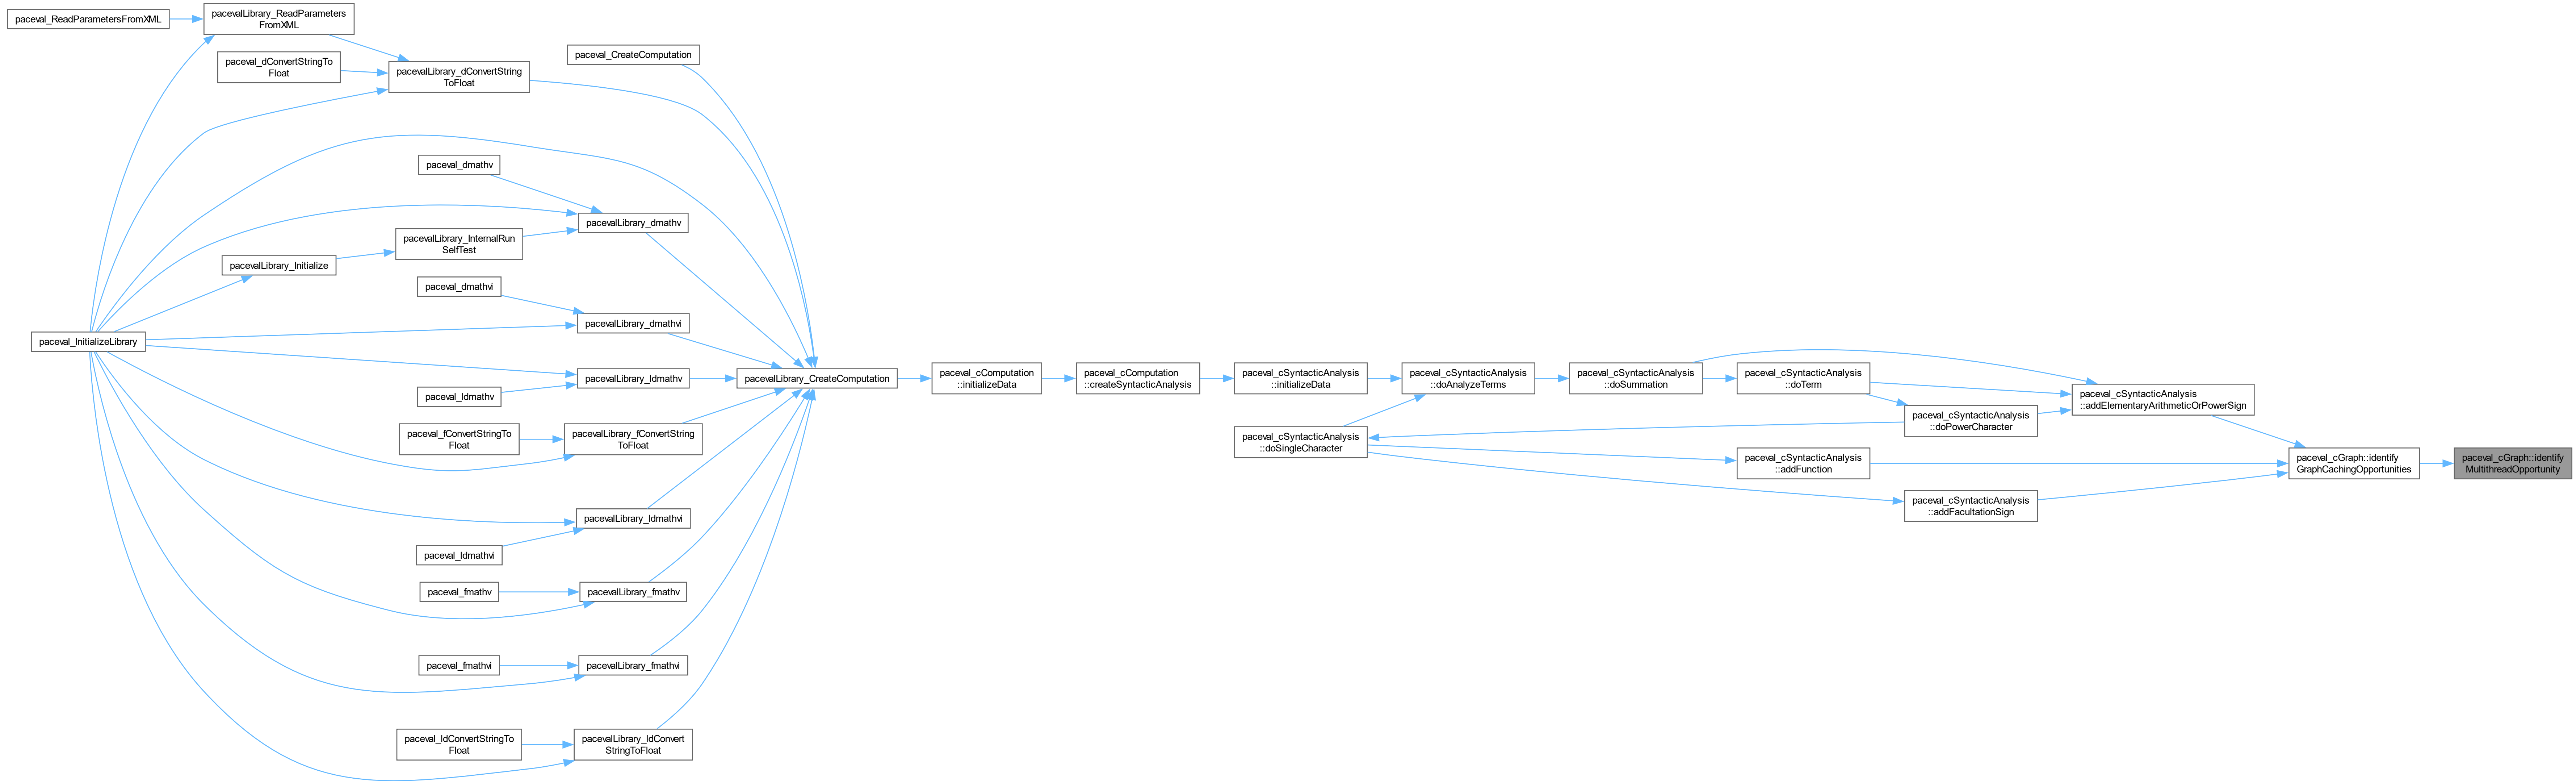 paceval_ReadParametersFromXML
pacevalLibrary_ReadParameters
FromXML
paceval_dConvertStringTo
Float
pacevalLibrary_dConvertString
ToFloat
paceval_CreateComputation
paceval_dmathv
pacevalLibrary_dmathv
pacevalLibrary_InternalRun
SelfTest
pacevalLibrary_Initialize
paceval_dmathvi
pacevalLibrary_dmathvi
paceval_InitializeLibrary
pacevalLibrary_ldmathv
paceval_ldmathv
pacevalLibrary_CreateComputation
paceval_cComputation
::initializeData
paceval_cComputation
::createSyntacticAnalysis
paceval_cSyntacticAnalysis
::initializeData
paceval_cSyntacticAnalysis
::doAnalyzeTerms
paceval_cSyntacticAnalysis
::doSummation
paceval_cSyntacticAnalysis
::doTerm
paceval_cSyntacticAnalysis
::addElementaryArithmeticOrPowerSign
paceval_cSyntacticAnalysis
::doPowerCharacter
paceval_cSyntacticAnalysis
::doSingleCharacter
paceval_cSyntacticAnalysis
::addFunction
paceval_cSyntacticAnalysis
::addFacultationSign
paceval_cGraph::identify
GraphCachingOpportunities
paceval_cGraph::identify
MultithreadOpportunity
paceval_fConvertStringTo
Float
pacevalLibrary_fConvertString
ToFloat
pacevalLibrary_ldmathvi
paceval_ldmathvi
paceval_fmathv
pacevalLibrary_fmathv
paceval_fmathvi
pacevalLibrary_fmathvi
paceval_ldConvertStringTo
Float
pacevalLibrary_ldConvert
StringToFloat